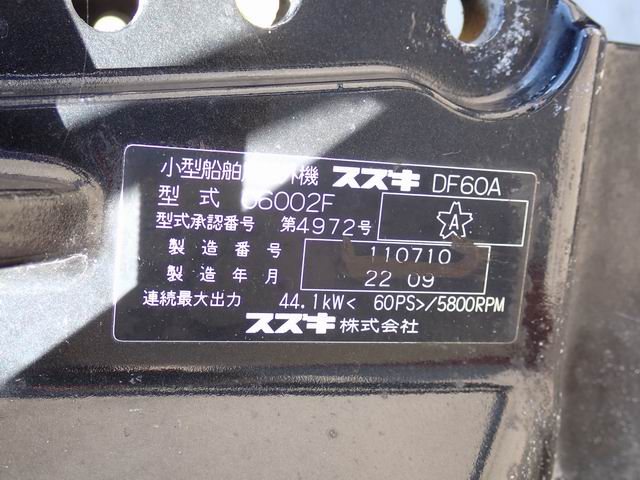 小型船舶 外機 スズキ DF60A
型式 06002F
A
型式承認番号 第4972号
製造番号 110710
製造年月 22 09
連続最大出力 44.1kW< 60PS>/5800RPM
スズキ株式会社